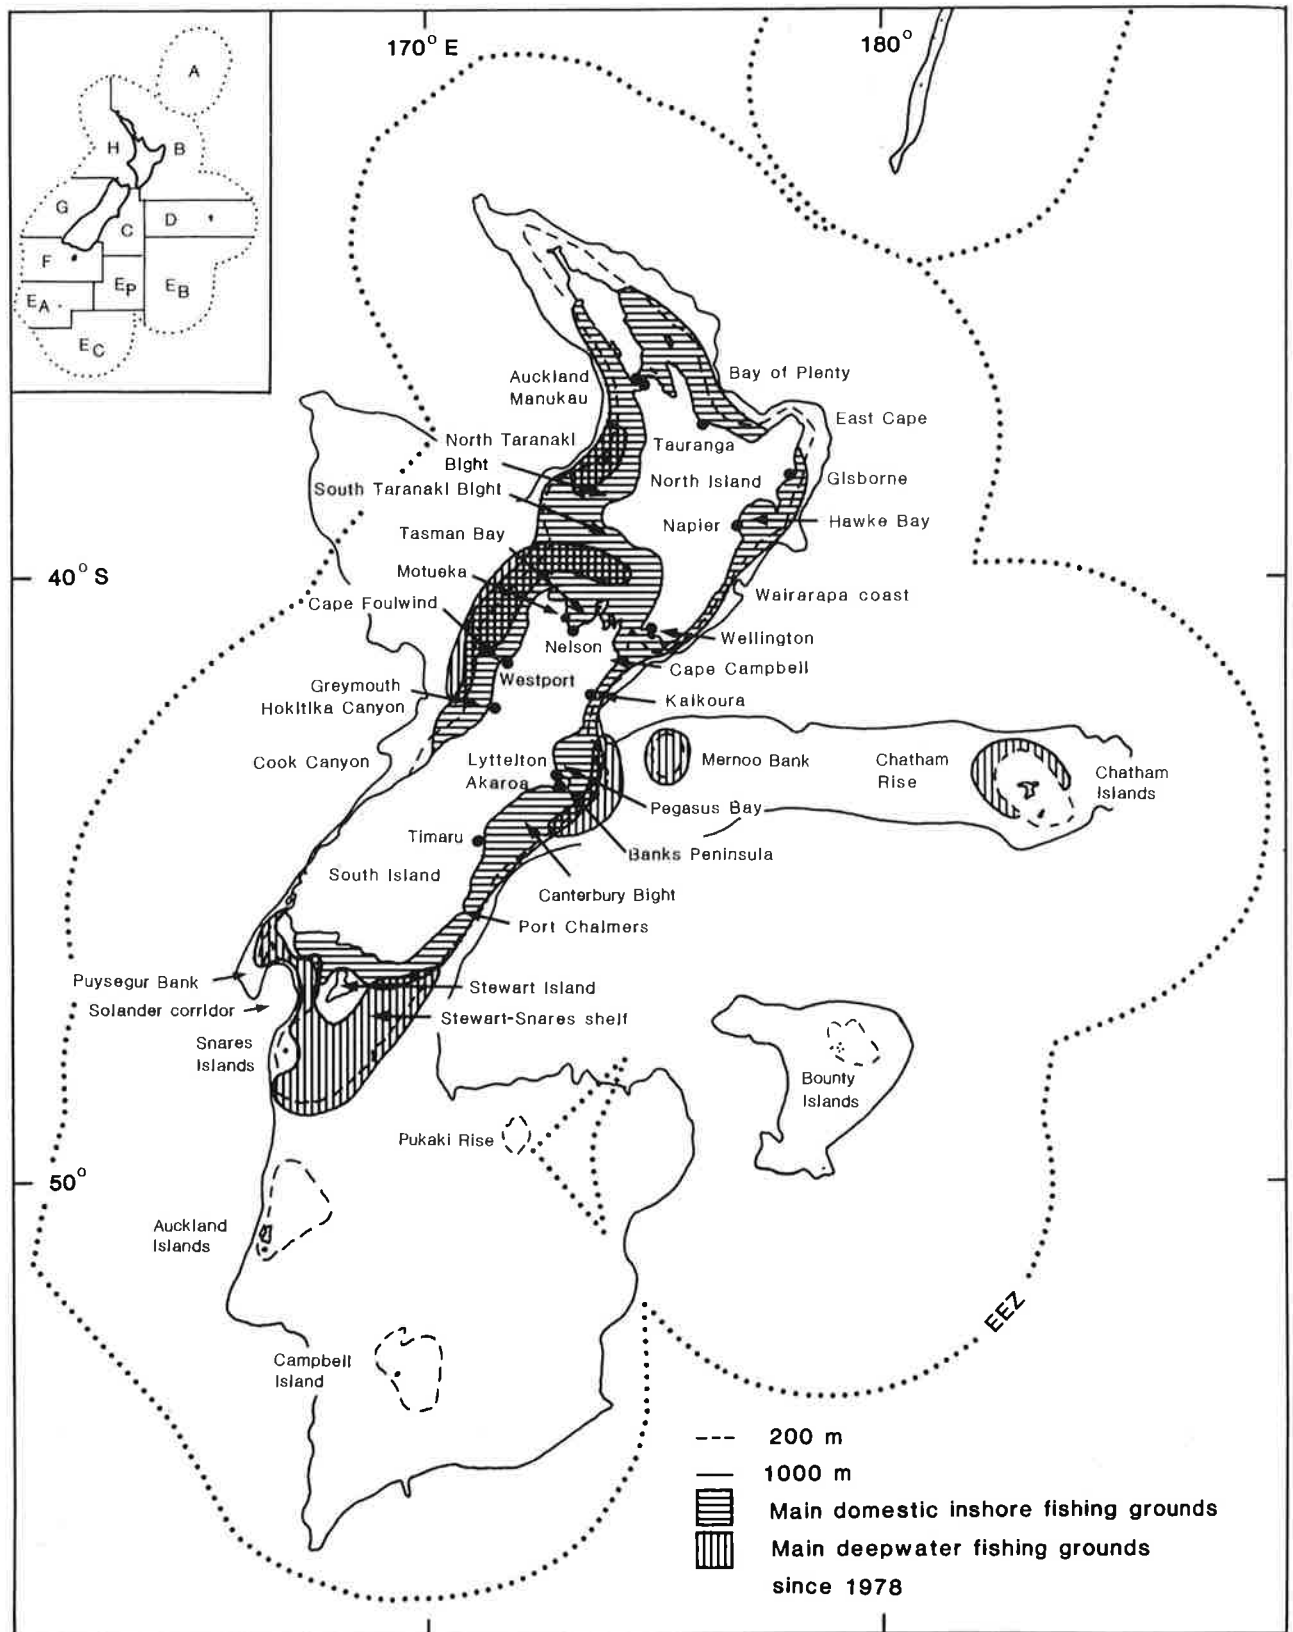 170° E
180°
A
H
B
G
C
D
F
EP
EB
EA
EC
Auckland
Manukau
Bay of Plenty
East Cape
North Taranaki
Bight
Tauranga
South Taranaki Bight
North Island
Gisborne
Tasman Bay
Napier
Hawke Bay
Motueka
40° S
Cape Foulwind
Wairarapa coast
Nelson
Wellington
Westport
Cape Campbell
Greymouth
Hokitika Canyon
Kaikoura
Cook Canyon
Lyttelton
Akaroa
Mernoo Bank
Chatham
Rise
Chatham
Islands
Pegasus Bay
Timaru
Banks Peninsula
South Island
Canterbury Bight
Port Chalmers
Puysegur Bank
Stewart Island
Solander corridor
Stewart-Snares shelf
Snares
Islands
Bounty
Islands
Pukaki Rise
50°
Auckland
Islands
EEZ
Campbell
Island
200 m
1000 m
Main domestic inshore fishing grounds
Main deepwater fishing grounds
since 1978